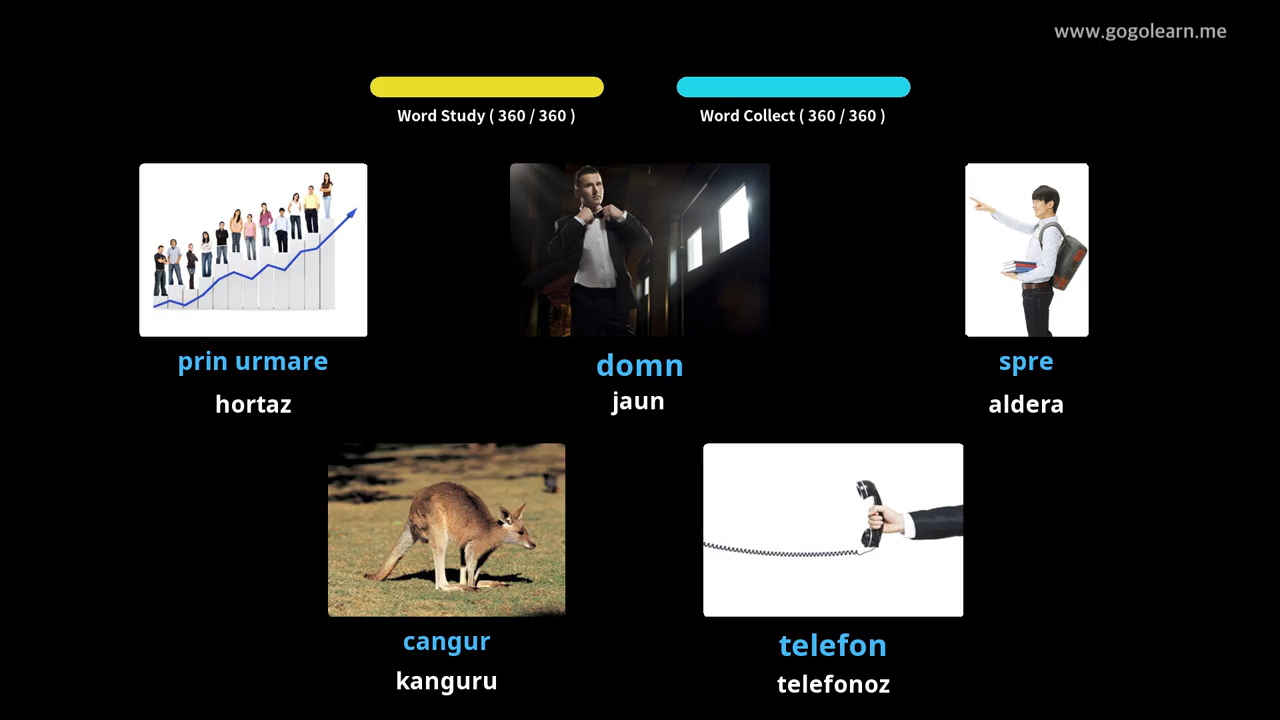 www.gogolearn.me
Word Study ( 360 / 360 )
Word Collect ( 360 / 360 )
prin urmare
hortaz
domn
jaun
spre
aldera
cangur
kanguru
telefon
telefonoz